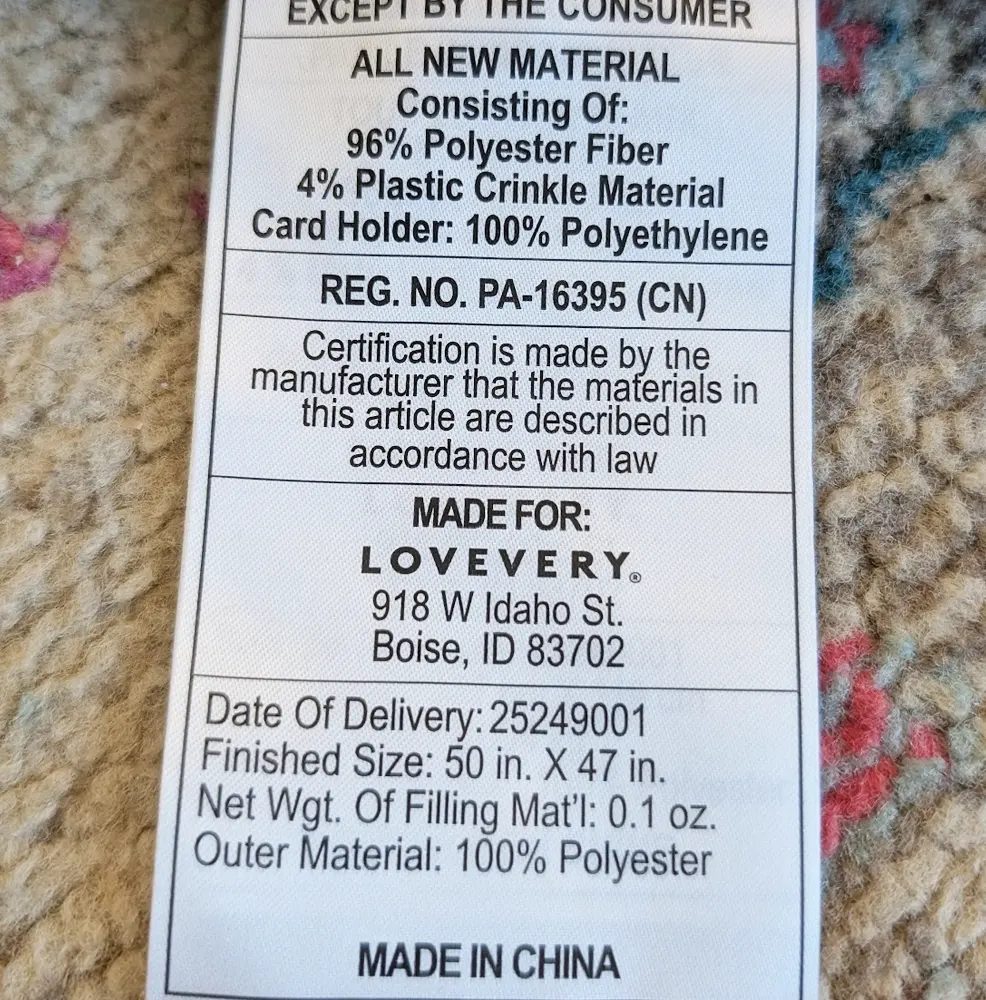 EXCEPT BY THE CONSUMER
ALL NEW MATERIAL
Consisting Of:
96% Polyester Fiber
4% Plastic Crinkle Material
Card Holder: 100% Polyethylene
REG. NO. PA-16395 (CN)
Certification is made by the
manufacturer that the materials in
this article are described in
accordance with law
MADE FOR:
LOVEVERY®
918 W Idaho St.
Boise, ID 83702
Date Of Delivery: 25249001
Finished Size: 50 in. X 47 in.
Net Wgt. Of Filling Mat'l: 0.1 oz.
Outer Material: 100% Polyester
MADE IN CHINA